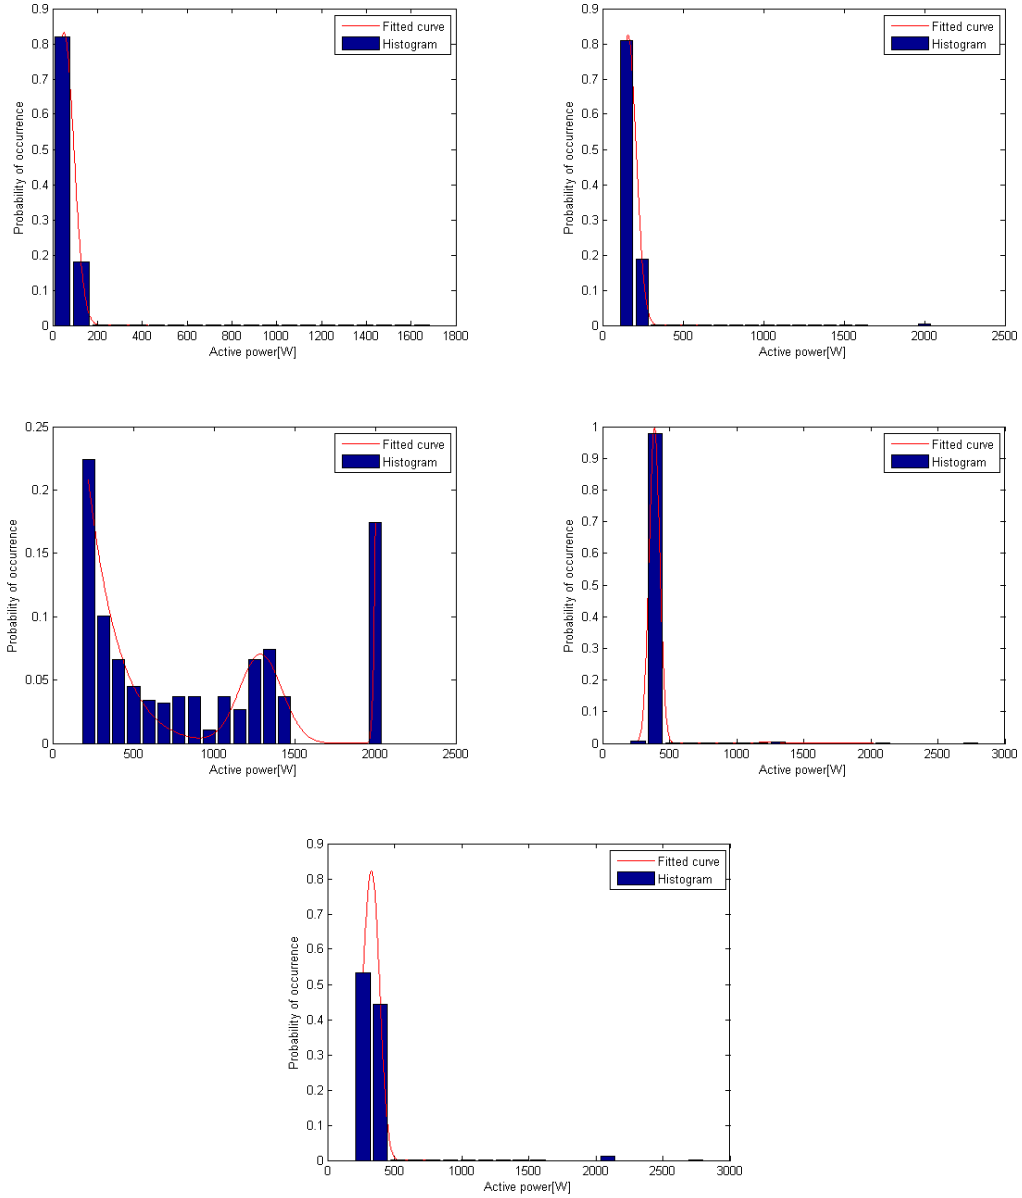 0.9
0.8
0.7
0.6
0.5
0.4
0.3
0.2
0.1
0
Probability of occurrence
Fitted curve
Histogram
0 200 400 600 800 1000 1200 1400 1600 1800
Active power[W]
0.9
0.8
0.7
0.6
0.5
0.4
0.3
0.2
0.1
0
Probability of occurrence
Fitted curve
Histogram
0 500 1000 1500 2000 2500
Active power[W]
0.25
0.2
0.15
0.1
0.05
0
Probability of occurrence
Fitted curve
Histogram
0 500 1000 1500 2000 2500
Active power[W]
1
0.9
0.8
0.7
0.6
0.5
0.4
0.3
0.2
0.1
0
Probability of occurrence
Fitted curve
Histogram
0 500 1000 1500 2000 2500 3000
Active power[W]
0.9
0.8
0.7
0.6
0.5
0.4
0.3
0.2
0.1
0
Probability of occurrence
Fitted curve
Histogram
0 500 1000 1500 2000 2500 3000
Active power[W]